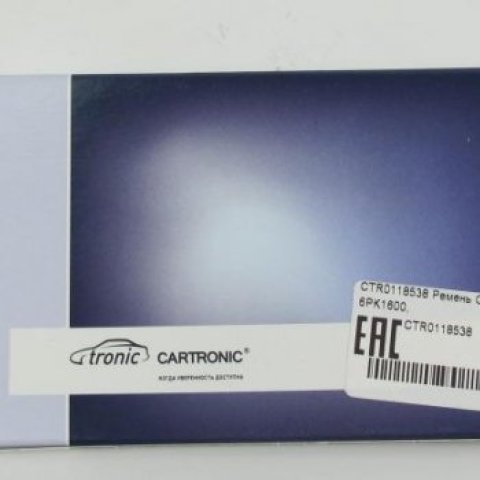 CTR0118538 Ремень
6PK1600,
EAC CTR0118538
tronic CARTRONIC®
КОГДА УВЕРЕННОСТЬ ДОСТУПНА